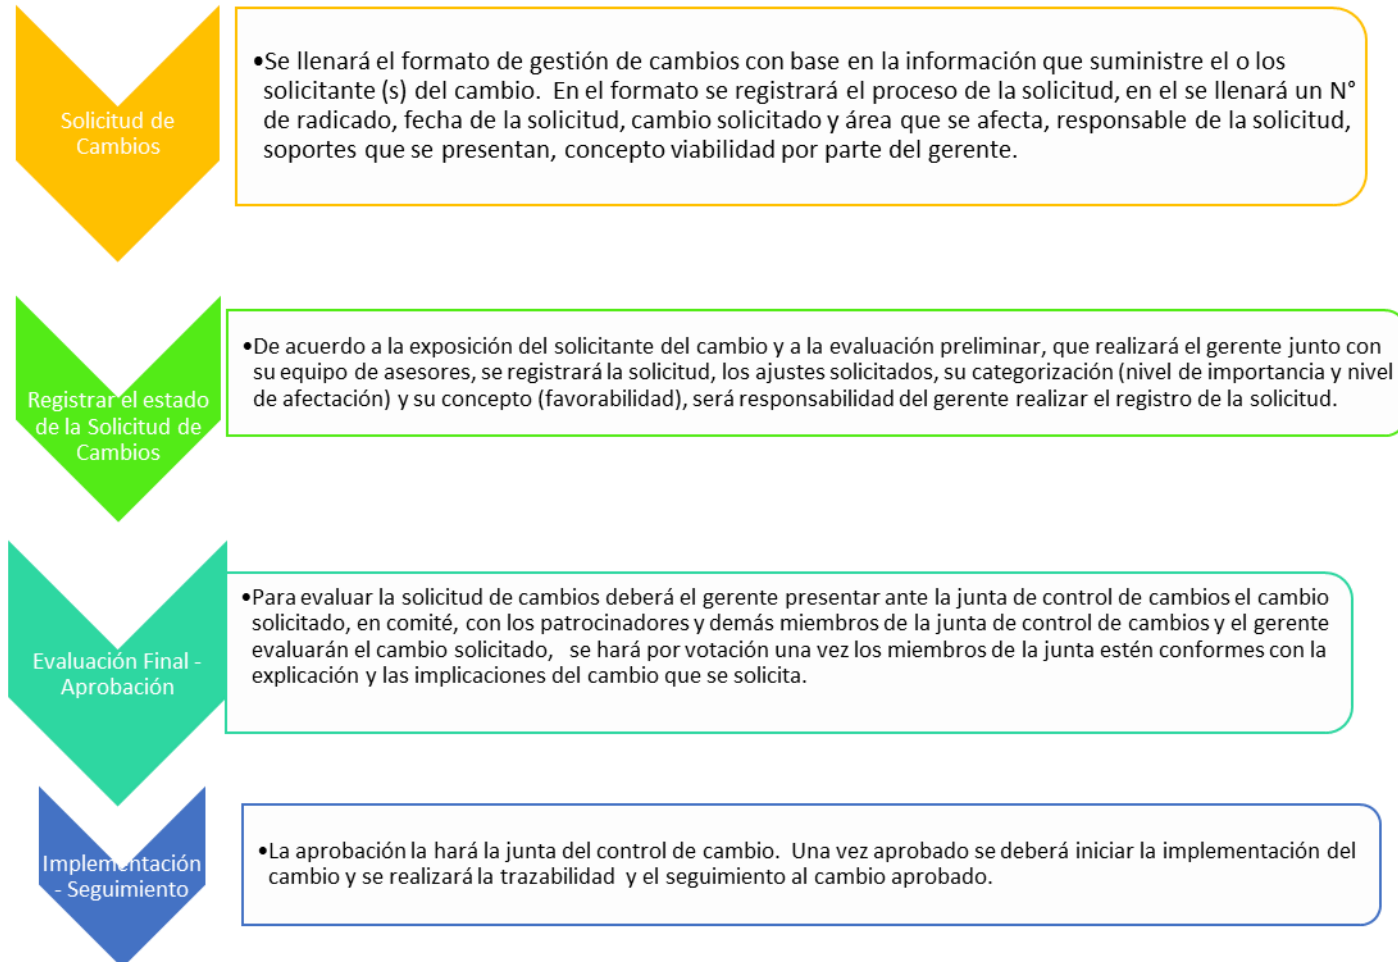 Solicitud de
Cambios
•Se llenará el formato de gestión de cambios con base en la información que suministre el o los
solicitante (s) del cambio. En el formato se registrará el proceso de la solicitud, en el se llenará un N°
de radicado, fecha de la solicitud, cambio solicitado y área que se afecta, responsable de la solicitud,
soportes que se presentan, concepto viabilidad por parte del gerente.
Registrar el estado
de la Solicitud de
Cambios
•De acuerdo a la exposición del solicitante del cambio y a la evaluación preliminar, que realizará el gerente junto con
su equipo de asesores, se registrará la solicitud, los ajustes solicitados, su categorización (nivel de importancia y nivel
de afectación) y su concepto (favorabilidad), será responsabilidad del gerente realizar el registro de la solicitud.
Evaluación Final -
Aprobación
•Para evaluar la solicitud de cambios deberá el gerente presentar ante la junta de control de cambios el cambio
solicitado, en comité, con los patrocinadores y demás miembros de la junta de control de cambios y el gerente
evaluarán el cambio solicitado, se hará por votación una vez los miembros de la junta estén conformes con la
explicación y las implicaciones del cambio que se solicita.
Implementación
- Seguimiento
•La aprobación la hará la junta del control de cambio. Una vez aprobado se deberá iniciar la implementación del
cambio y se realizará la trazabilidad y el seguimiento al cambio aprobado.